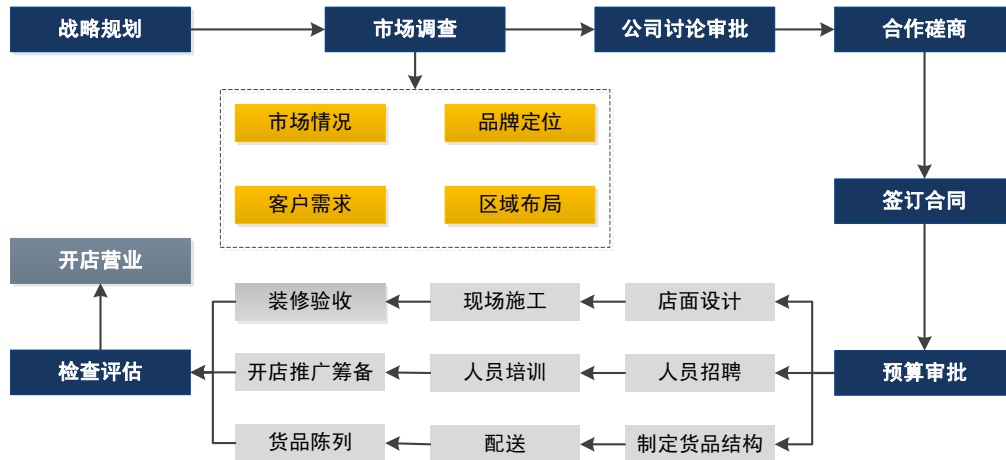 战略规划
市场调查
公司讨论审批
合作磋商
市场情况
品牌定位
客户需求
区域布局
签订合同
开店营业
装修验收
现场施工
店面设计
检查评估
开店推广筹备
人员培训
人员招聘
预算审批
货品陈列
配送
制定货品结构